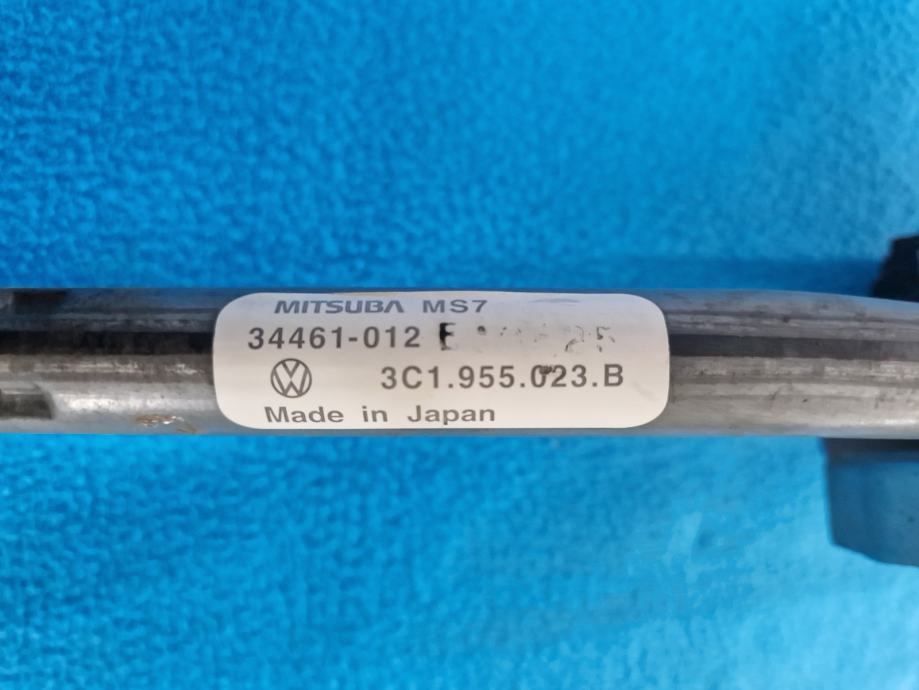 MITSUBA MS7
34461-012
3C1.955.023.B
Made in Japan